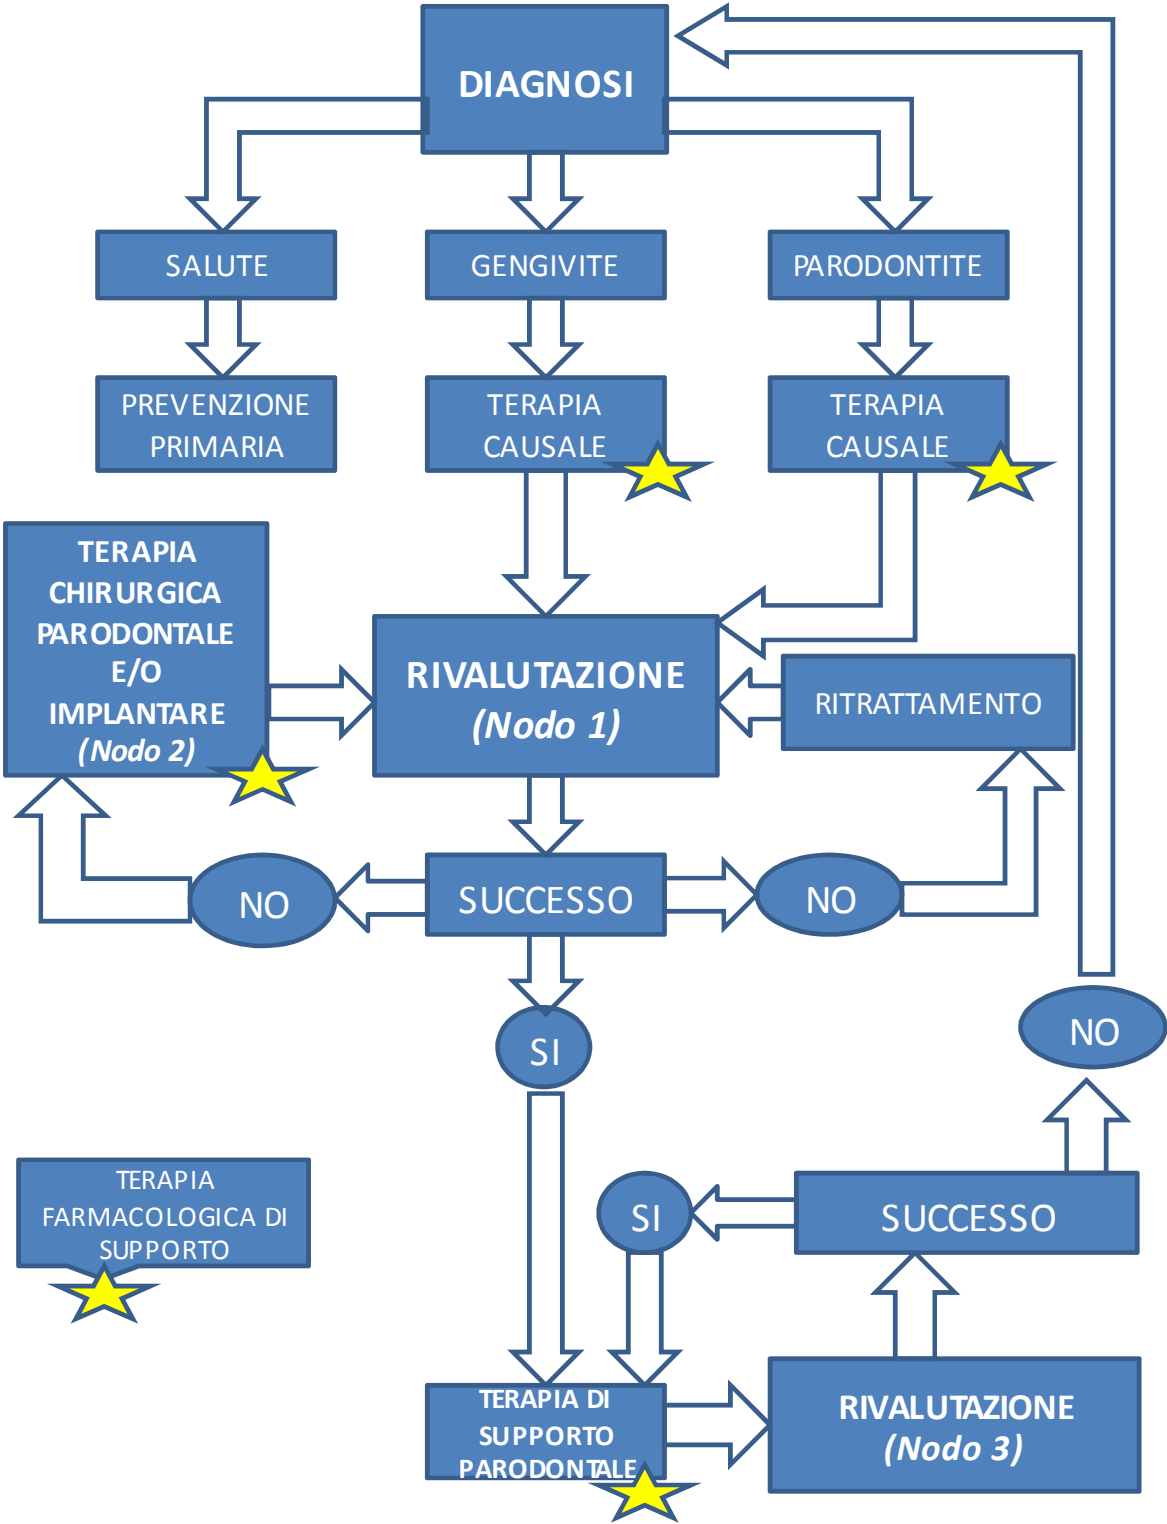 DIAGNOSI
SALUTE
GENGIVITE
PARODONTITE
PREVENZIONE
PRIMARIA
TERAPIA
CAUSALE
TERAPIA
CAUSALE
TERAPIA
CHIRURGICA
PARODONTALE
E/O
IMPLANTARE
(Nodo 2)
RIVALUTAZIONE
(Nodo 1)
RITRATTAMENTO
NO
SUCCESSO
NO
SI
NO
TERAPIA
FARMACOLOGICA DI
SUPPORTO
SI
SUCCESSO
TERAPIA DI
SUPPORTO
PARODONTALE
RIVALUTAZIONE
(Nodo 3)